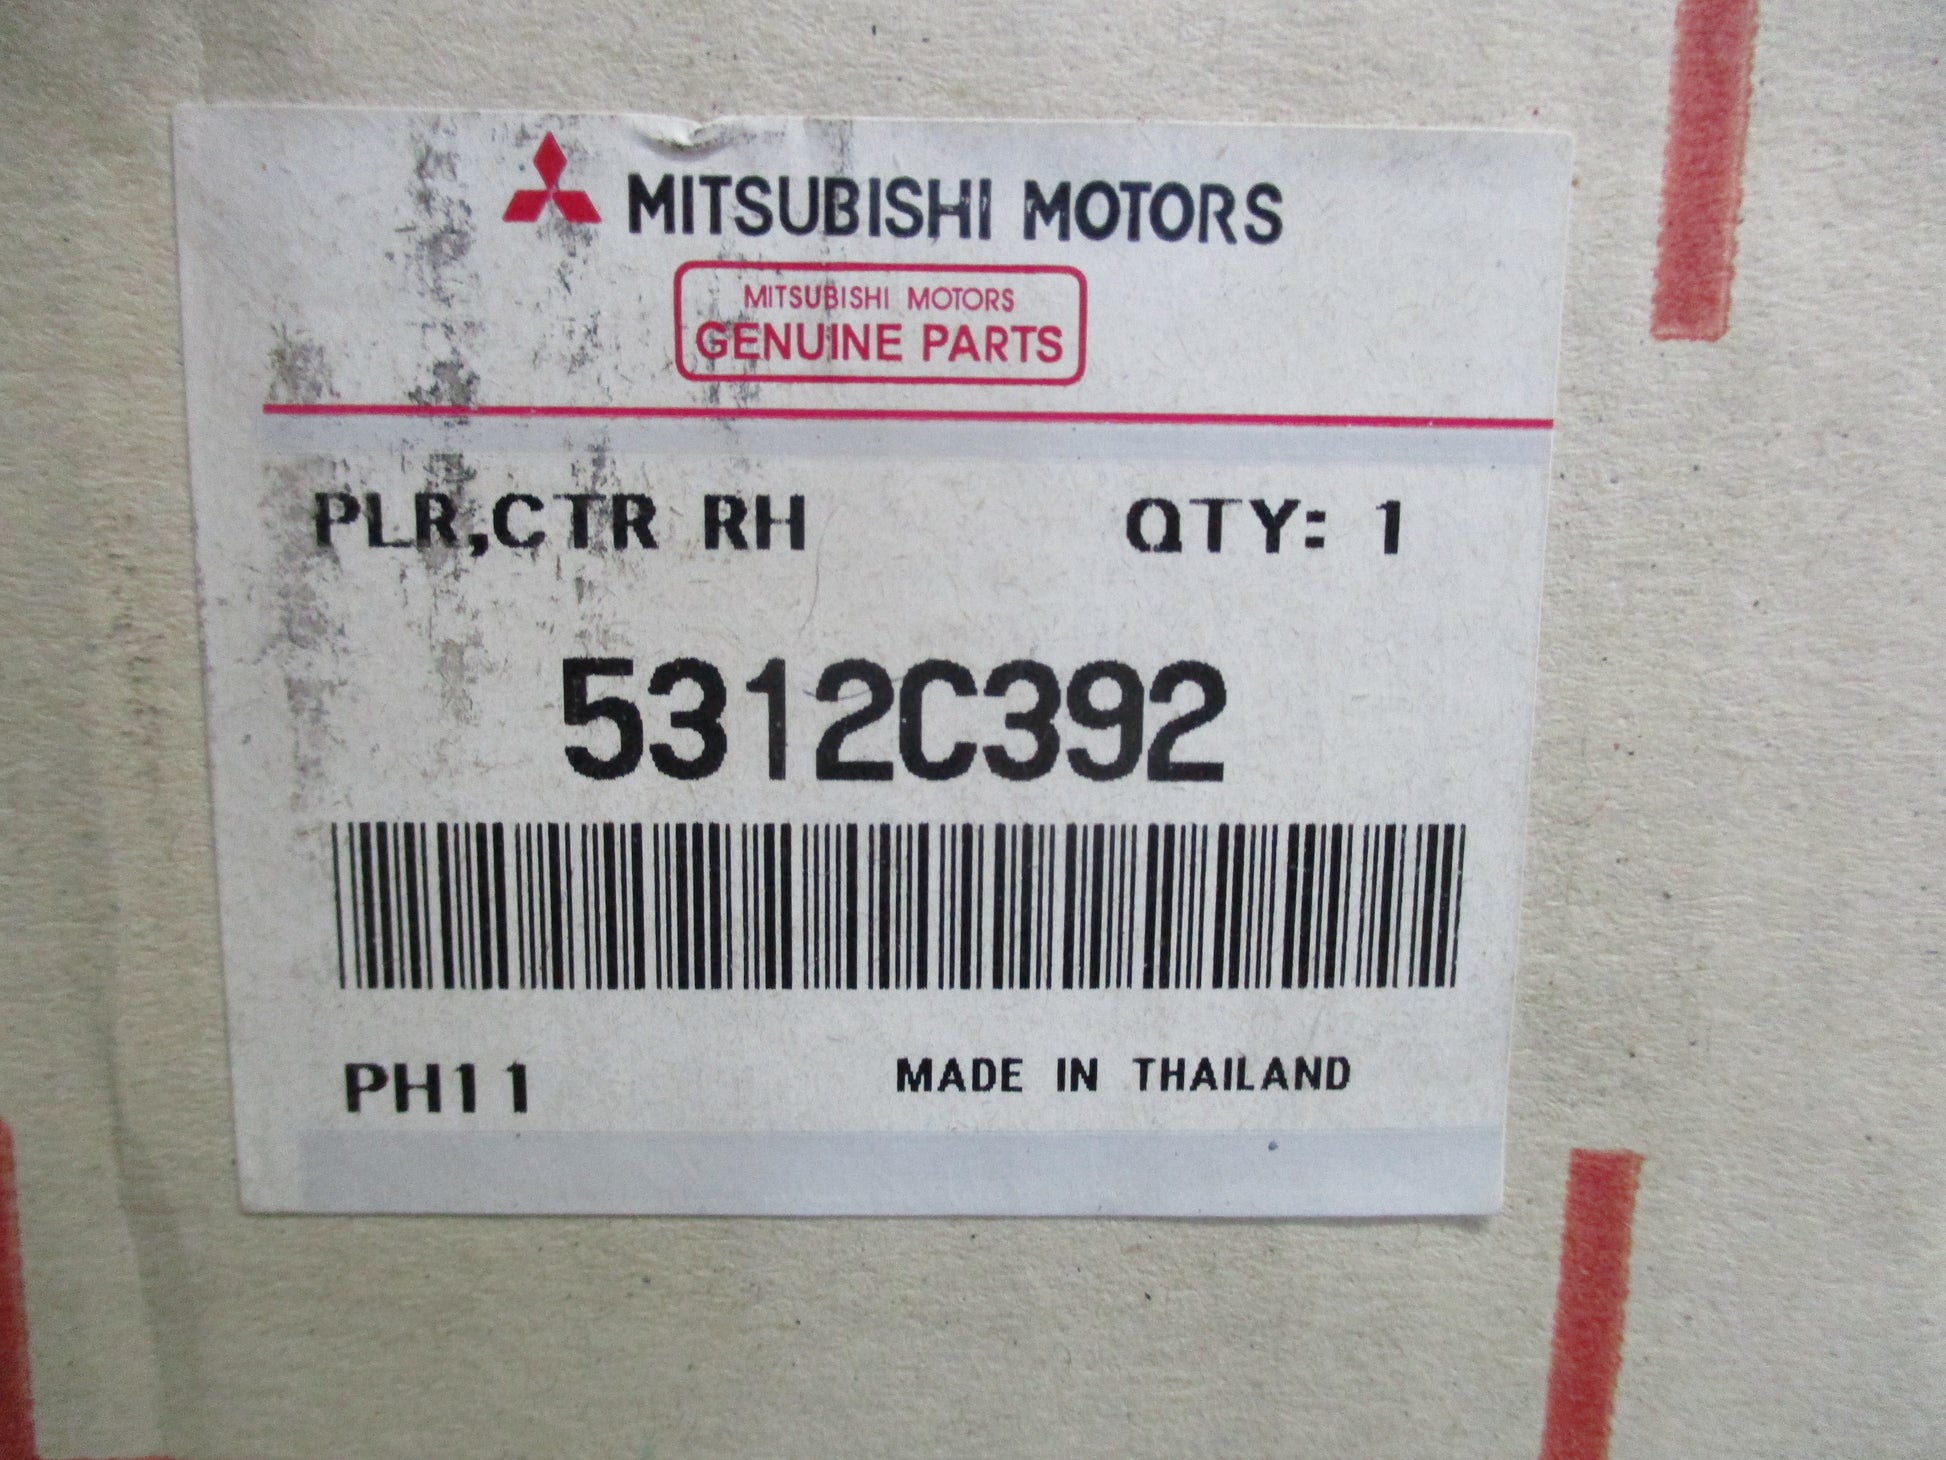 MITSUBISHI MOTORS
MITSUBISHI MOTORS
GENUINE PARTS
PLR,CTR RH QTY: 1
5312C392
PH11 MADE IN THAILAND